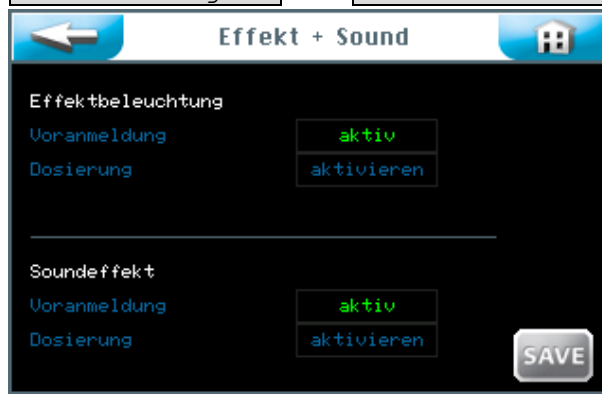 Effekt + Sound
Effektbeleuchtung
Voranmeldung aktiv
Dosierung aktivieren
Soundeffekt
Voranmeldung aktiv
Dosierung aktivieren
SAVE